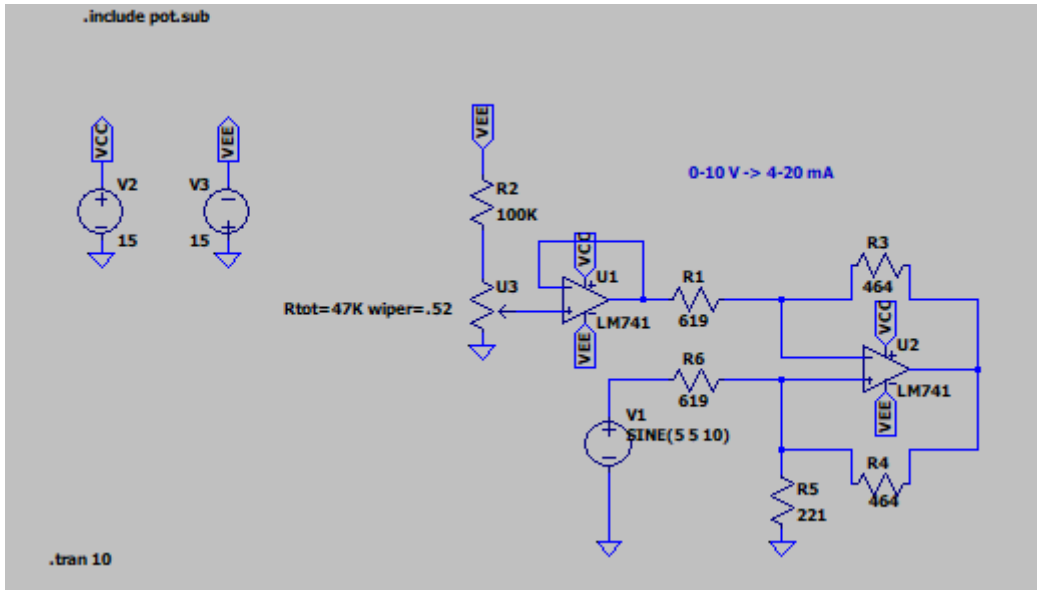 .include pot.sub
VCC
V2
15
VEE
V3
15
VEE
R2
100K
0-10 V -> 4-20 mA
U3
Rtot=47K wiper=.52
VCC
U1
LM741
VEE
R1
619
R3
464
VCC
U2
LM741
VEE
R6
619
V1
SINE(5 5 10)
R4
464
R5
221
.tran 10